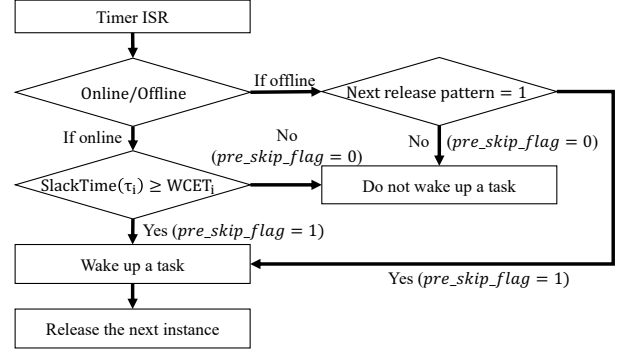 Timer ISR
Online/Offline
If offline
Next release pattern = 1
If online
No
(pre_skip_flag = 0)
No (pre_skip_flag = 0)
SlackTime(τi) ≥ WCETi
Do not wake up a task
Yes (pre_skip_flag = 1)
Wake up a task
Yes (pre_skip_flag = 1)
Release the next instance